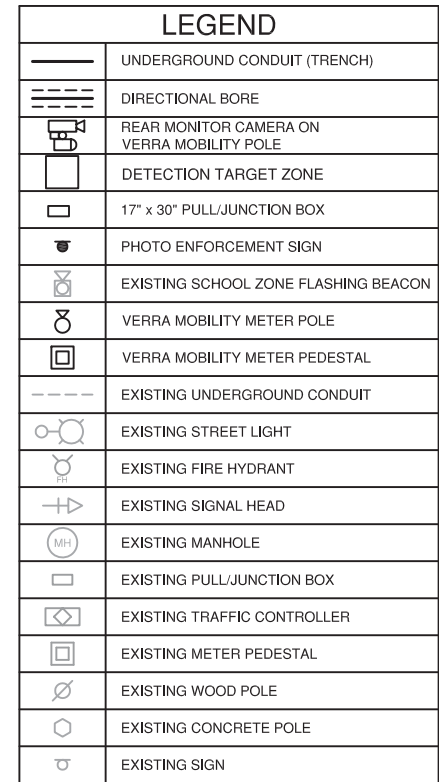 LEGEND
UNDERGROUND CONDUIT (TRENCH)
DIRECTIONAL BORE
REAR MONITOR CAMERA ON
VERRA MOBILITY POLE
DETECTION TARGET ZONE
17" x 30" PULL/JUNCTION BOX
PHOTO ENFORCEMENT SIGN
EXISTING SCHOOL ZONE FLASHING BEACON
VERRA MOBILITY METER POLE
VERRA MOBILITY METER PEDESTAL
EXISTING UNDERGROUND CONDUIT
EXISTING STREET LIGHT
FH
EXISTING FIRE HYDRANT
EXISTING SIGNAL HEAD
MH
EXISTING MANHOLE
EXISTING PULL/JUNCTION BOX
EXISTING TRAFFIC CONTROLLER
EXISTING METER PEDESTAL
EXISTING WOOD POLE
EXISTING CONCRETE POLE
EXISTING SIGN